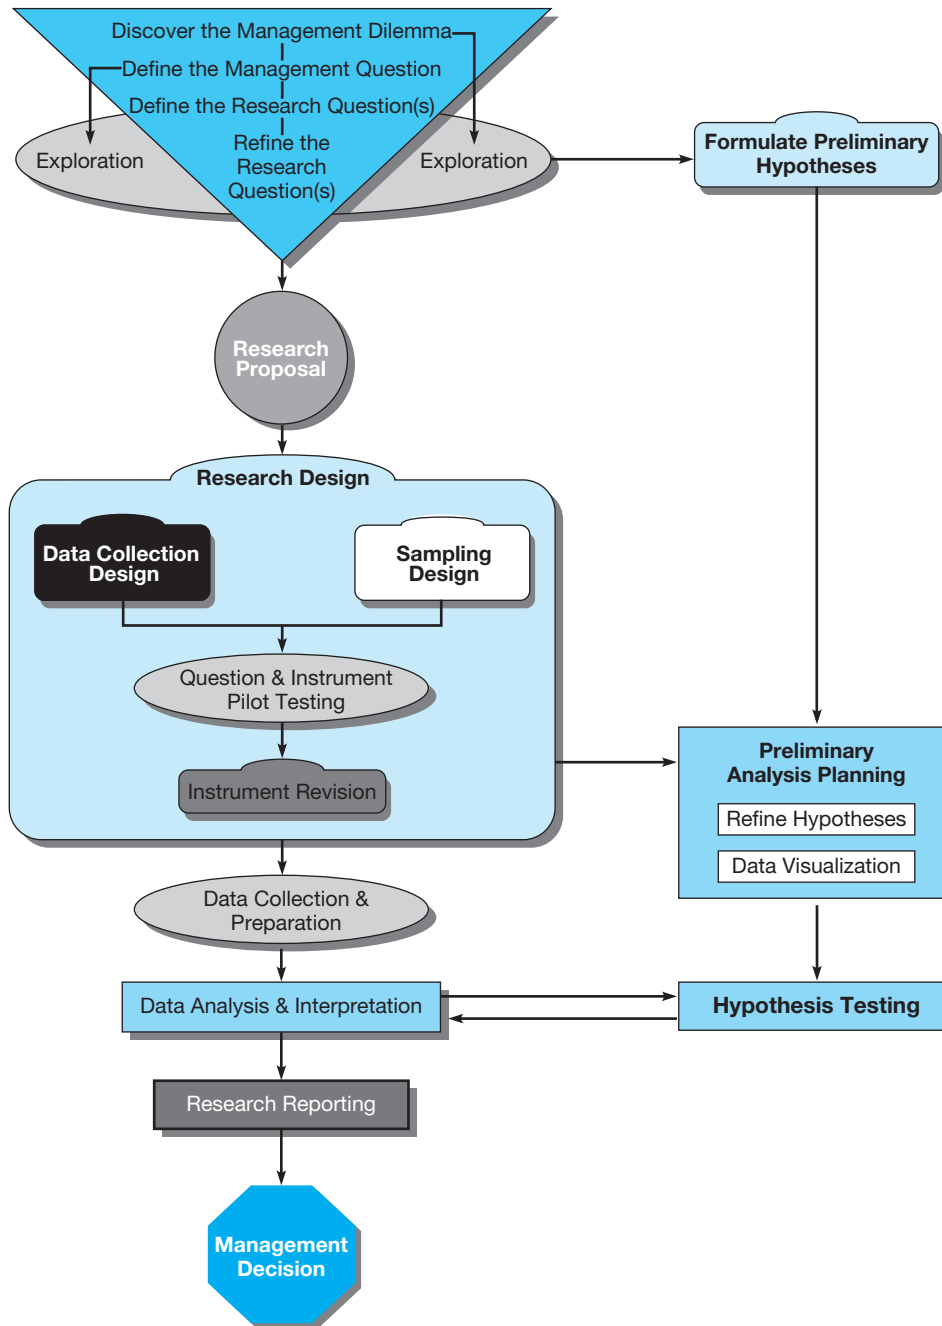 Discover the Management Dilemma
Define the Management Question
Define the Research Question(s)
Refine the
Research
Question(s)
Exploration
Exploration
Formulate Preliminary
Hypotheses
Research
Proposal
Research Design
Data Collection
Design
Sampling
Design
Question & Instrument
Pilot Testing
Instrument Revision
Preliminary
Analysis Planning
Refine Hypotheses
Data Visualization
Data Collection &
Preparation
Data Analysis & Interpretation
Hypothesis Testing
Research Reporting
Management
Decision